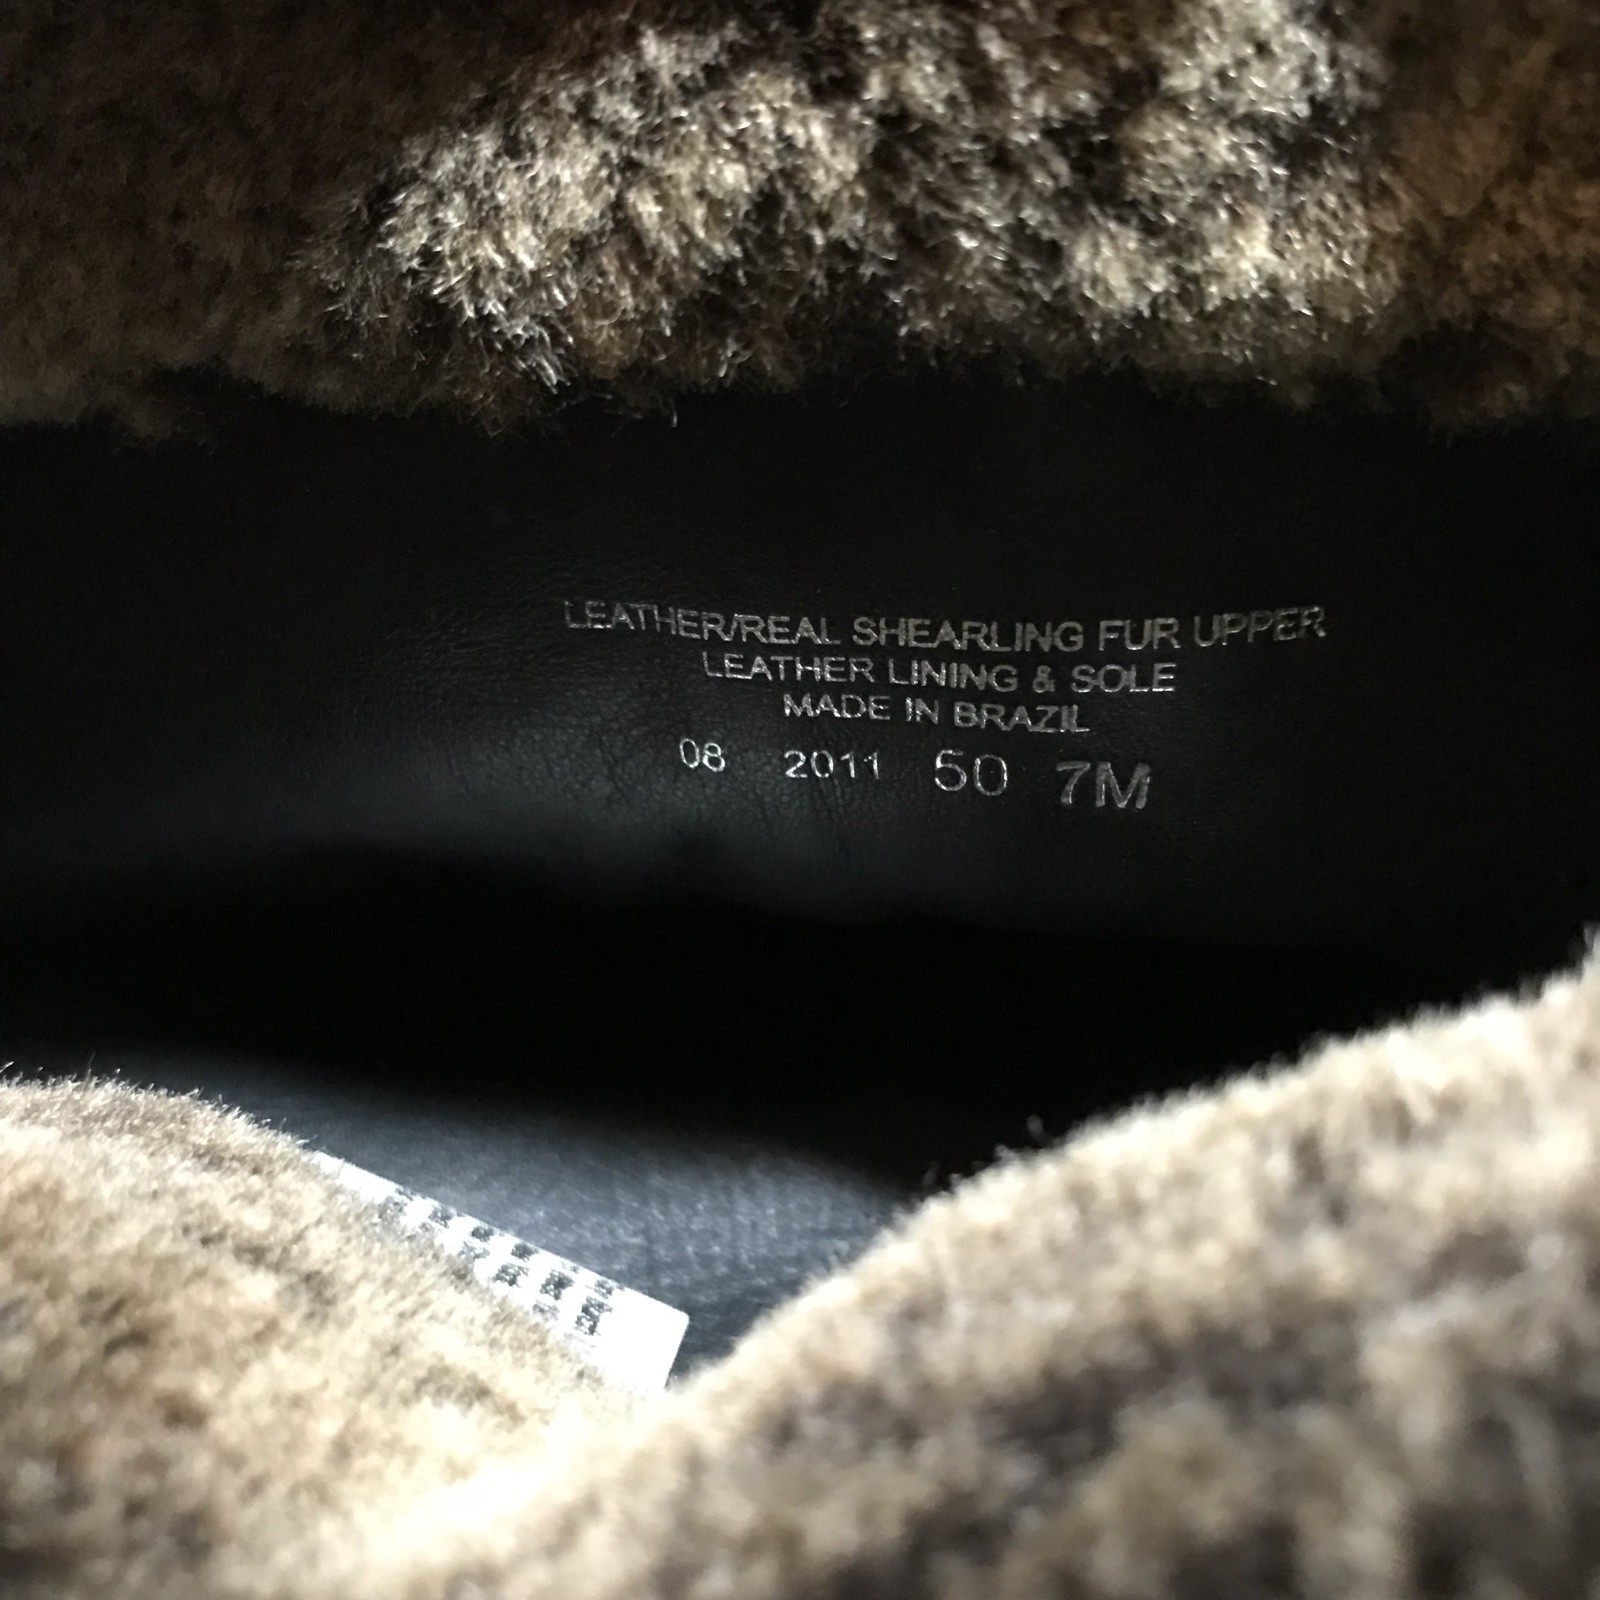 LEATHER/REAL SHEARLING FUR UPPER
LEATHER LINING & SOLE
MADE IN BRAZIL
08 2011 50 7M